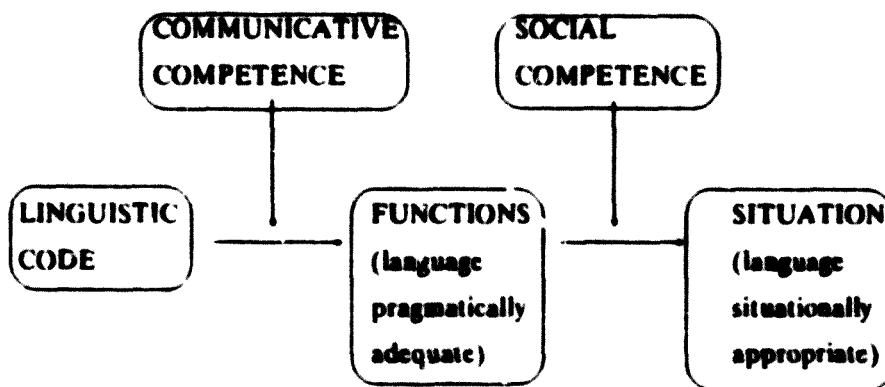 COMMUNICATIVE
COMPETENCE
SOCIAL
COMPETENCE
LINGUISTIC
CODE
FUNCTIONS
(language
pragmatically
adequate)
SITUATION
(language
situationally
appropriate)